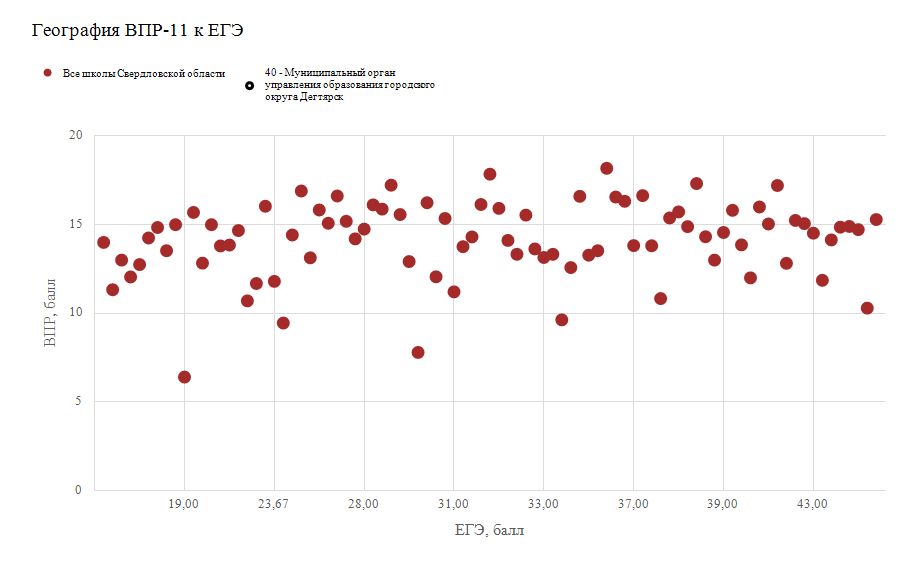 География ВПР-11 к ЕГЭ
Все школы Свердловской области
40 - Муниципальный орган
управления образования городского
округа Дегтярск
20
15
10
5
0
ВПР, балл
19,00 23,67 28,00 31,00 33,00 37,00 39,00 43,00
ЕГЭ, балл